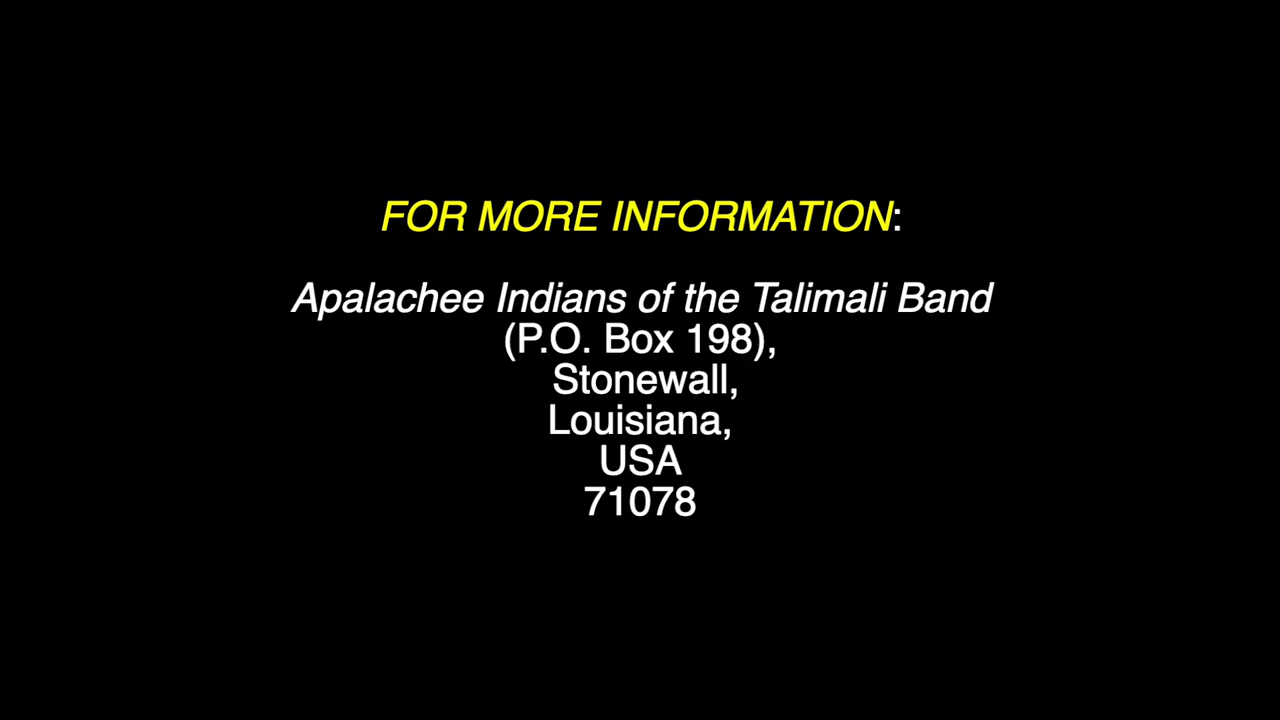 FOR MORE INFORMATION:
Apalachee Indians of the Talimali Band
(P.O. Box 198),
Stonewall,
Louisiana,
USA
71078